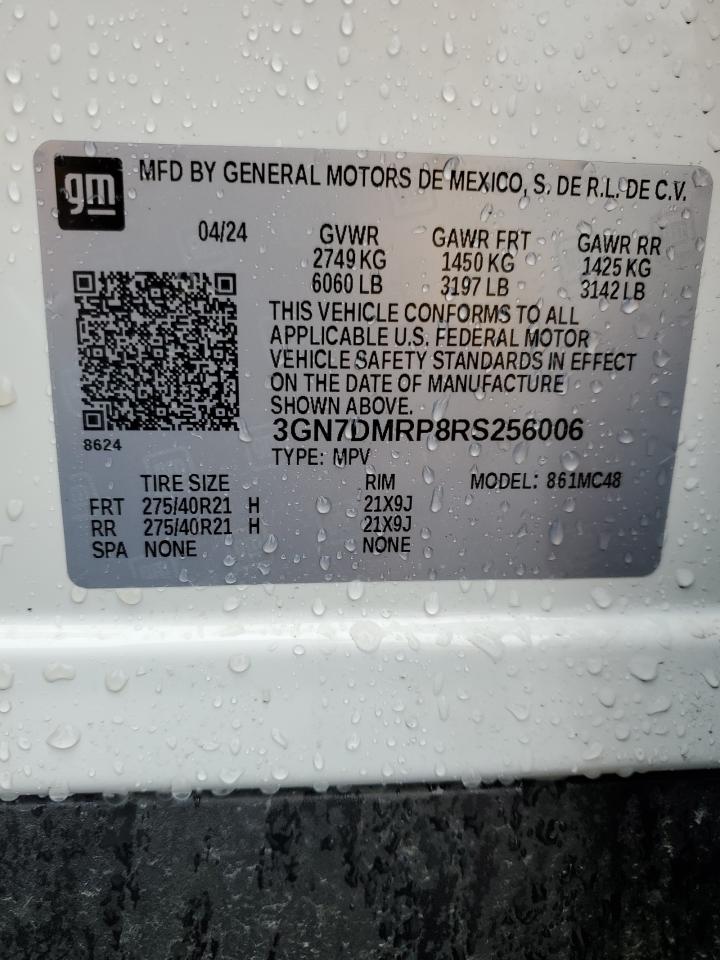 gm
MFD BY GENERAL MOTORS DE MEXICO, S. DE R.L. DE C.V.
04/24 GVWR GAWR FRT GAWR RR
2749 KG 1450 KG 1425 KG
6060 LB 3197 LB 3142 LB
THIS VEHICLE CONFORMS TO ALL
APPLICABLE U.S. FEDERAL MOTOR
VEHICLE SAFETY STANDARDS IN EFFECT
ON THE DATE OF MANUFACTURE
SHOWN ABOVE.
8624
3GN7DMRP8RS256006
TYPE: MPV
TIRE SIZE RIM MODEL: 861MC48
FRT 275/40R21 H 21X9J
RR 275/40R21 H 21X9J
SPA NONE NONE